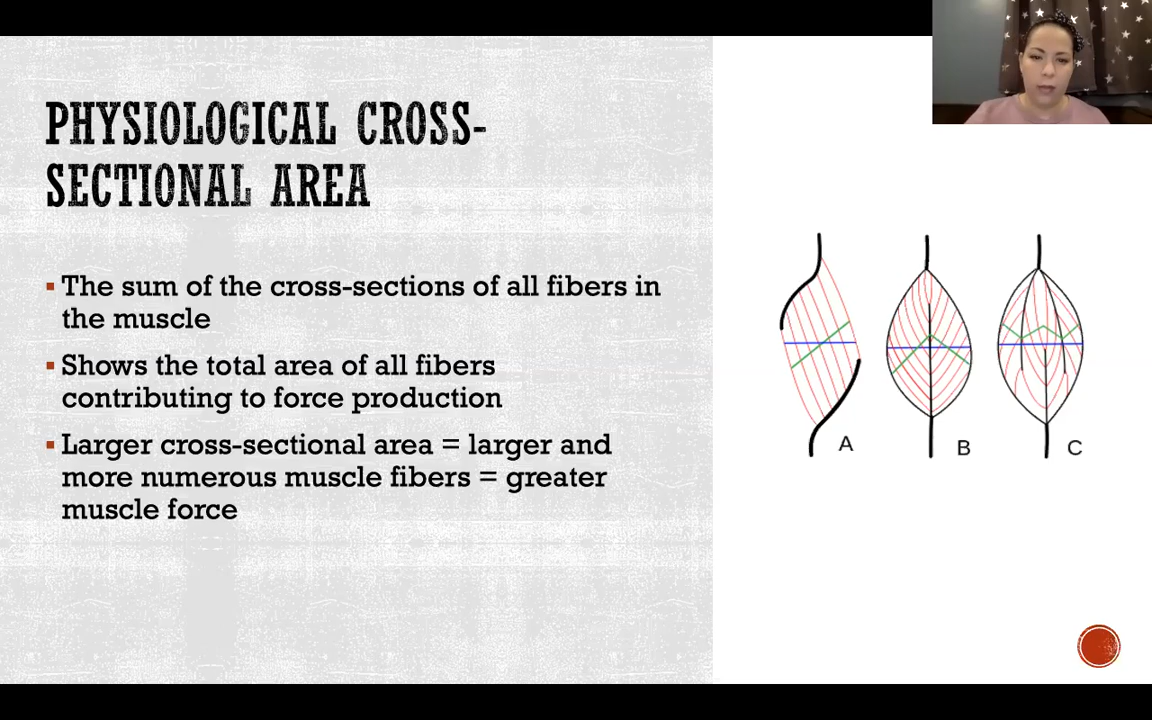 PHYSIOLOGICAL CROSS-
SECTIONAL AREA
▪ The sum of the cross-sections of all fibers in
the muscle
▪ Shows the total area of all fibers
contributing to force production
▪ Larger cross-sectional area = larger and
more numerous muscle fibers = greater
muscle force
A
B
C